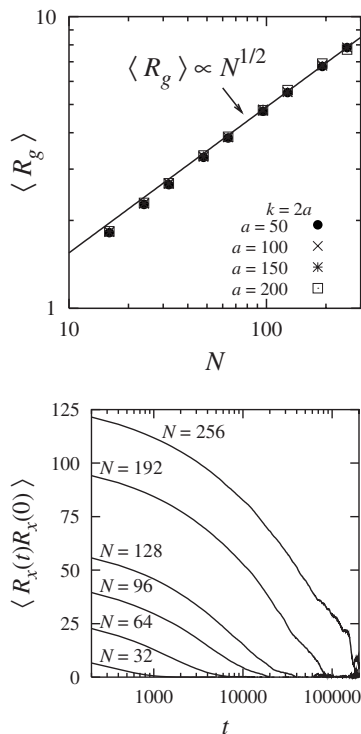 10
⟨ R_g ⟩ ∝ N^{1/2}
⟨ R_g ⟩
k = 2a
a = 50
a = 100
a = 150
a = 200
1
10
100
N
125
N = 256
100
N = 192
⟨ R_x(t)R_x(0) ⟩
75
N = 128
50
N = 96
N = 64
25
N = 32
0
1000
10000
100000
t